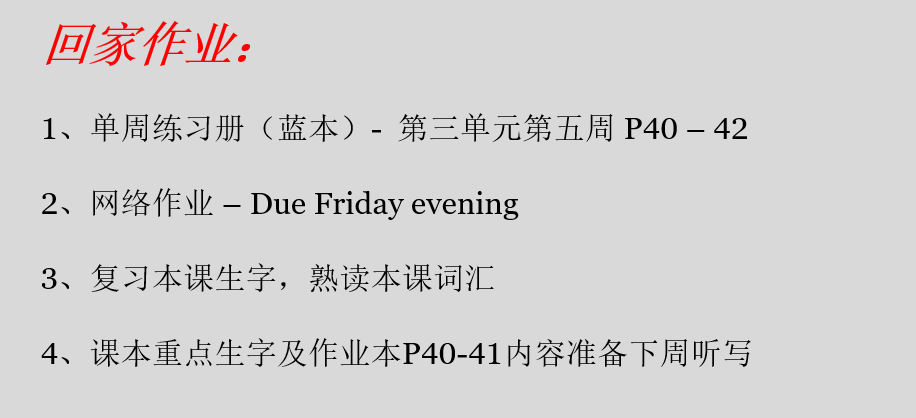 回家作业：
1、单周练习册（蓝本）- 第三单元第五周 P40 – 42
2、网络作业 – Due Friday evening
3、复习本课生字，熟读本课词汇
4、课本重点生字及作业本P40-41内容准备下周听写